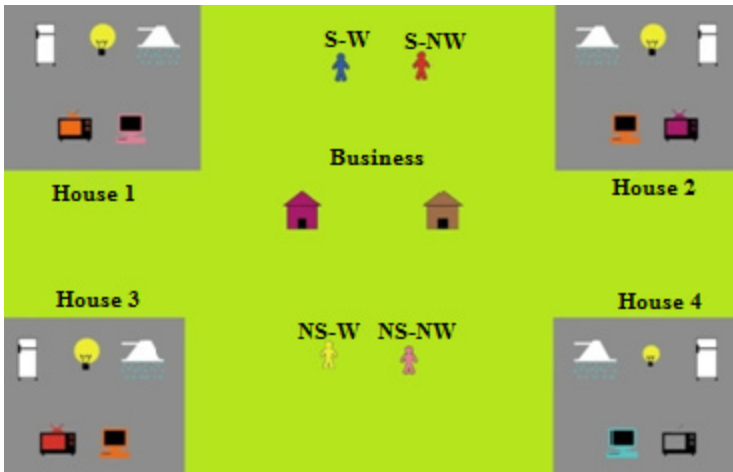 S-W
S-NW
Business
House 1
House 2
House 3
House 4
NS-W
NS-NW